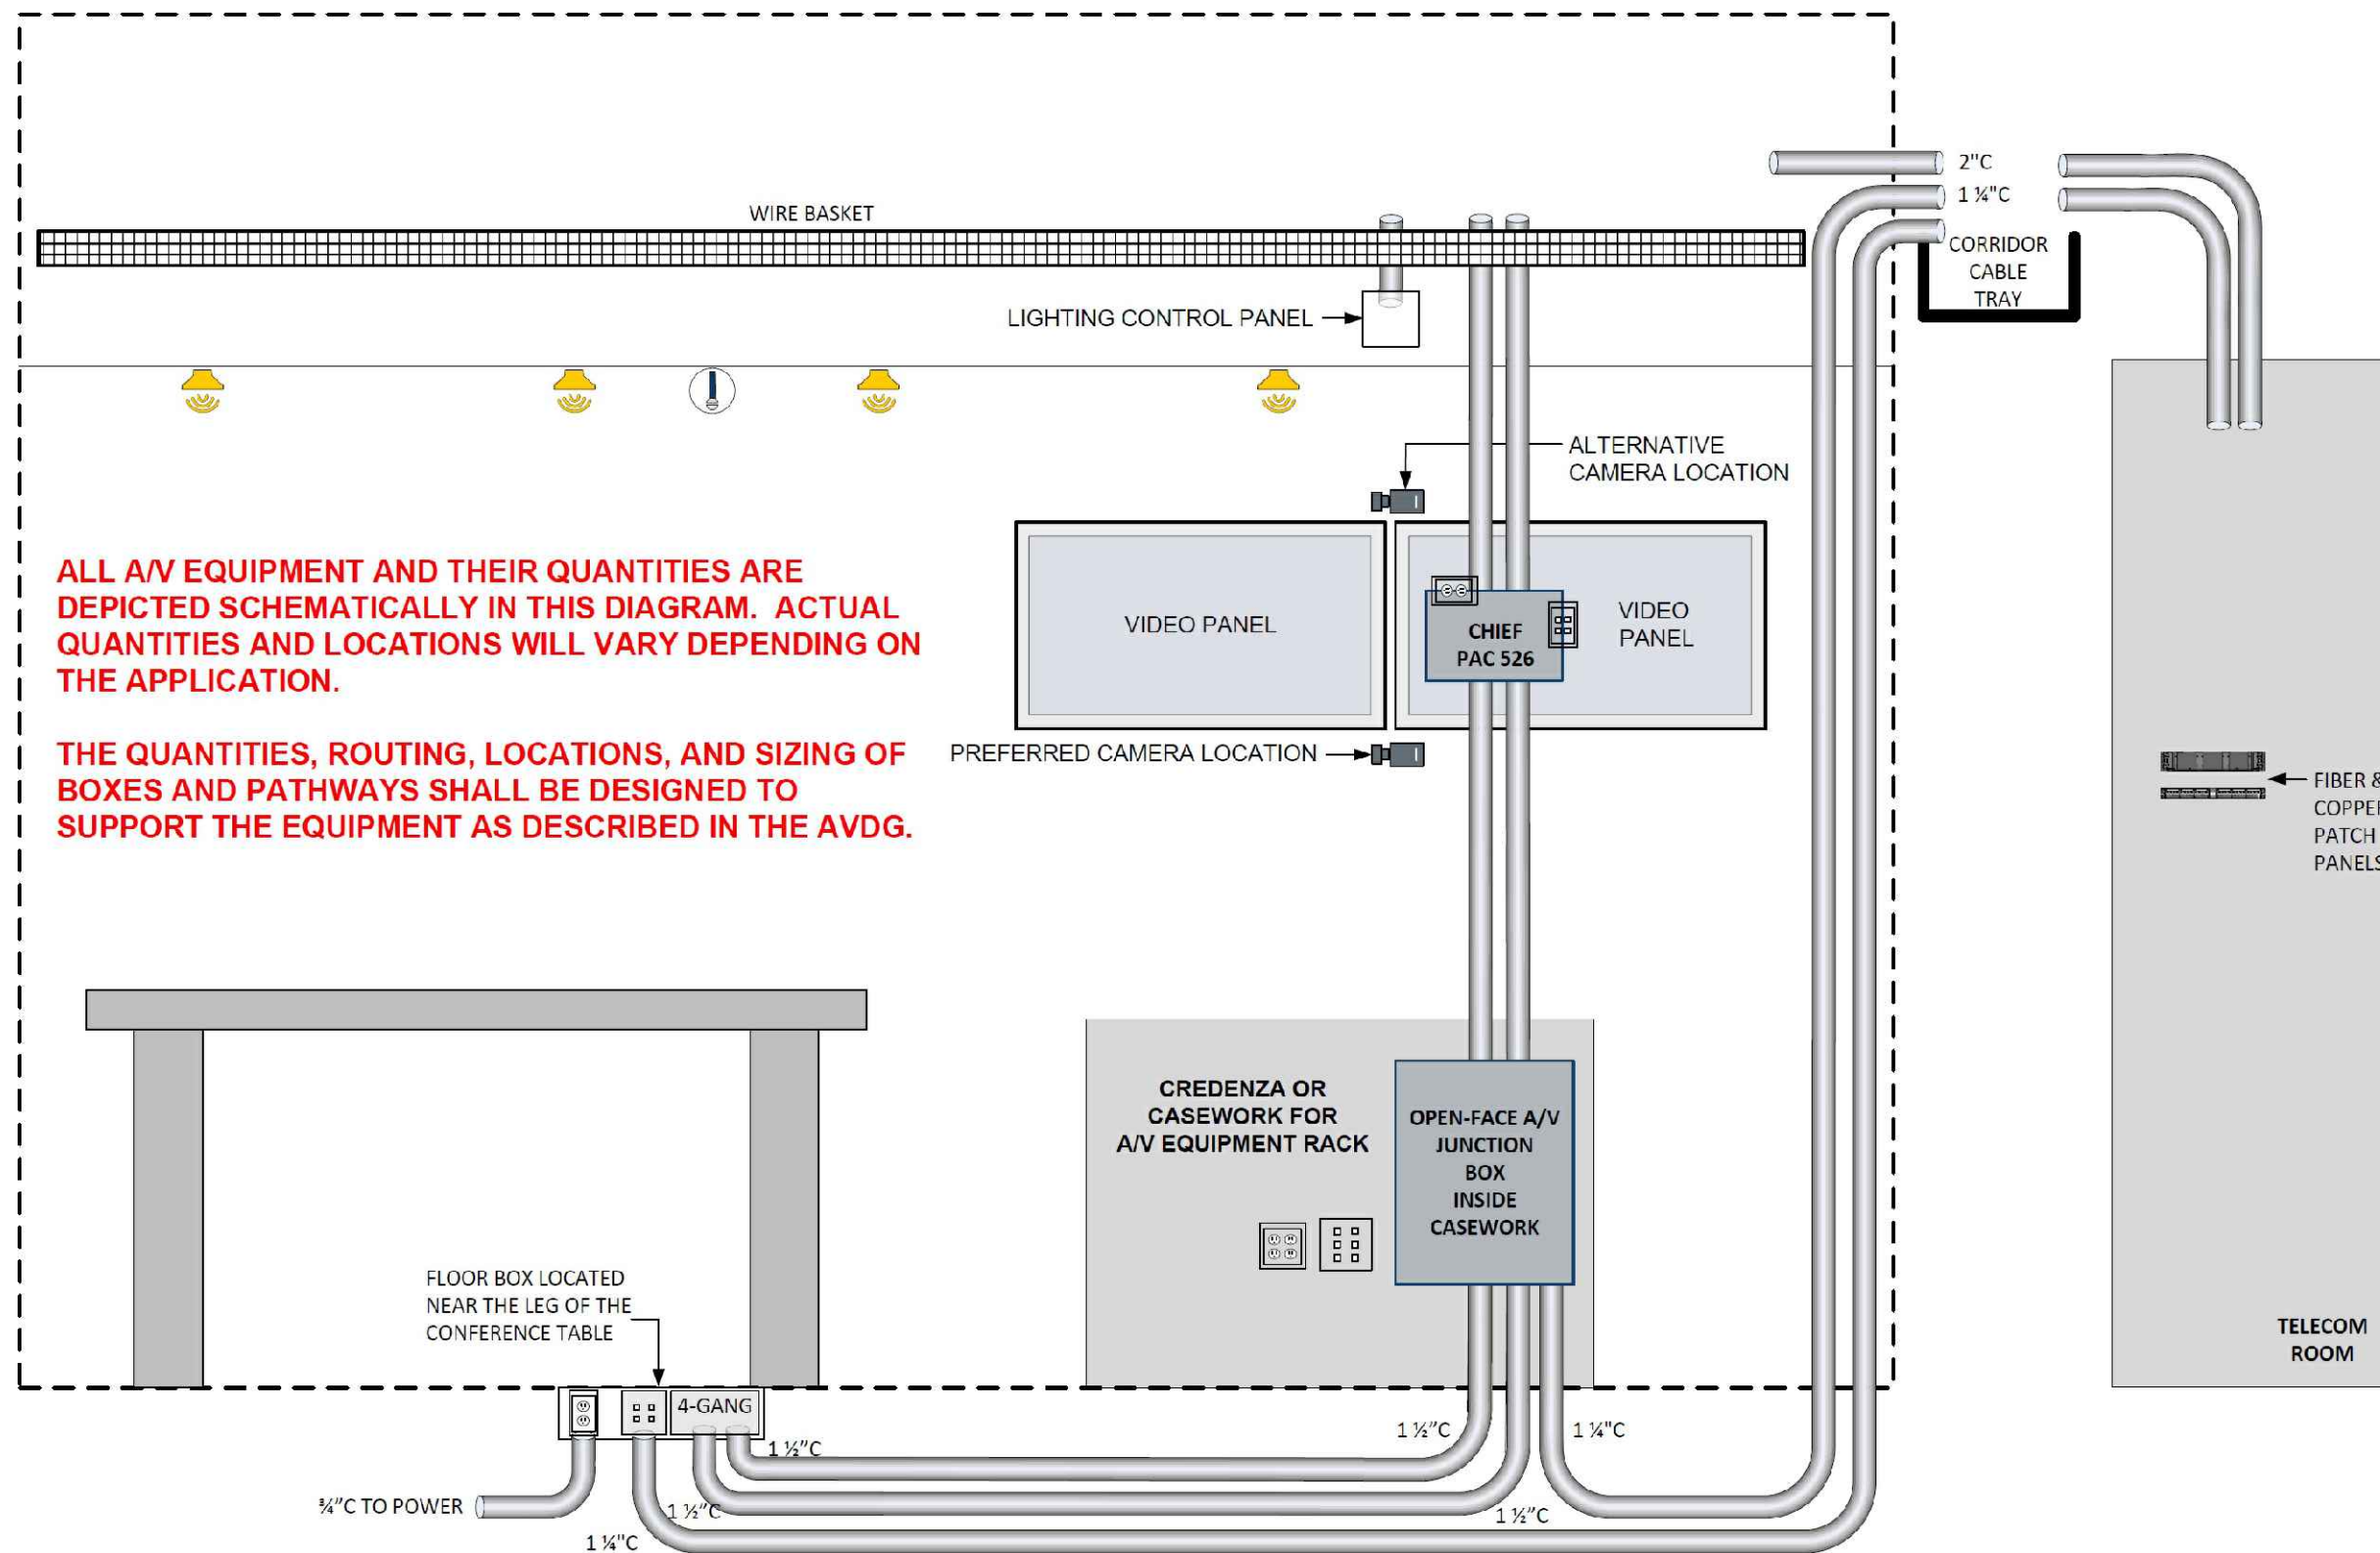 2"C
1 ¼"C
WIRE BASKET
CORRIDOR
CABLE
TRAY
LIGHTING CONTROL PANEL
ALTERNATIVE
CAMERA LOCATION
ALL A/V EQUIPMENT AND THEIR QUANTITIES ARE
DEPICTED SCHEMATICALLY IN THIS DIAGRAM.  ACTUAL
QUANTITIES AND LOCATIONS WILL VARY DEPENDING ON
THE APPLICATION.
THE QUANTITIES, ROUTING, LOCATIONS, AND SIZING OF
BOXES AND PATHWAYS SHALL BE DESIGNED TO
SUPPORT THE EQUIPMENT AS DESCRIBED IN THE AVDG.
VIDEO PANEL
CHIEF
PAC 526
VIDEO
PANEL
PREFERRED CAMERA LOCATION
FIBER &
COPPE
PATCH
PANELS
CREDENZA OR
CASEWORK FOR
A/V EQUIPMENT RACK
OPEN-FACE A/V
JUNCTION
BOX
INSIDE
CASEWORK
FLOOR BOX LOCATED
NEAR THE LEG OF THE
CONFERENCE TABLE
TELECOM
ROOM
4-GANG
1 ½"C
1 ½"C
1 ¼"C
¾"C TO POWER
1 ½"C
1 ½"C
1 ¼"C